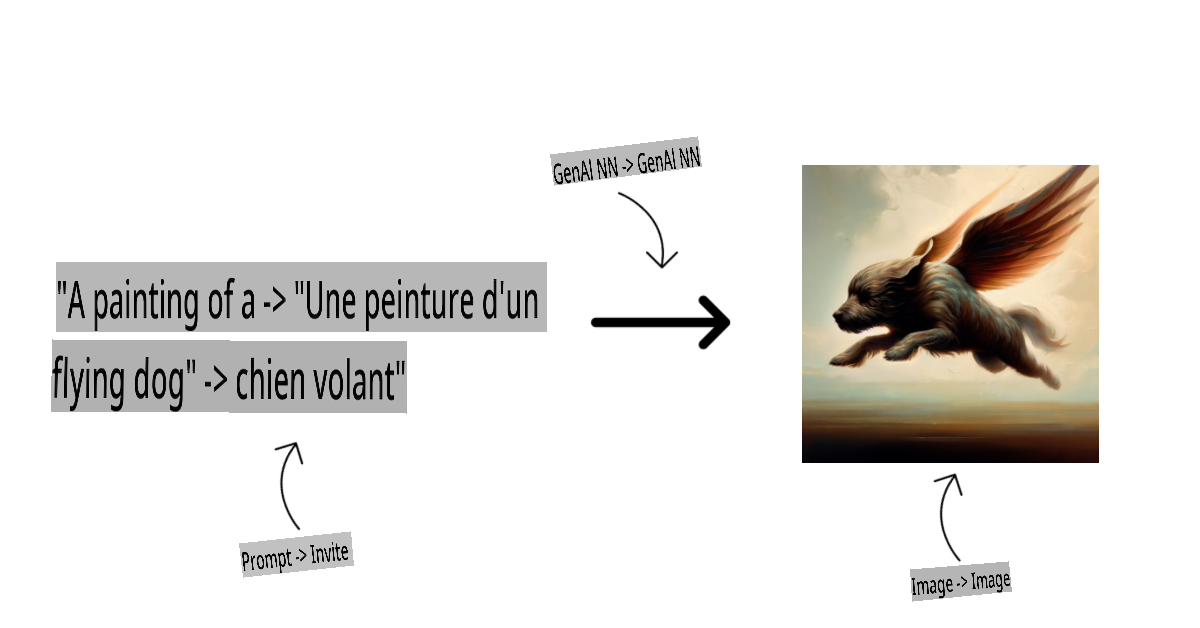 GenAI NN -> GenAI NN
"A painting of a -> "Une peinture d'un
flying dog" -> chien volant"
Prompt -> Invite
Image -> Image